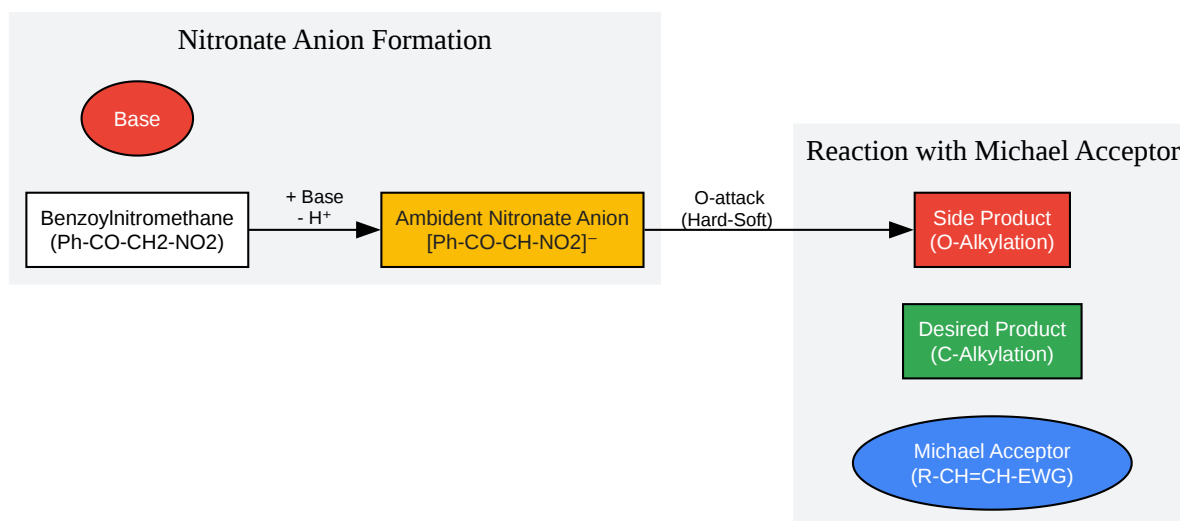 Nitronate Anion Formation
Base
Benzoylnitromethane
(Ph-CO-CH2-NO2)
+ Base
- H⁺
Ambident Nitronate Anion
[Ph-CO-CH-NO2]⁻
O-attack
(Hard-Soft)
Reaction with Michael Acceptor
Side Product
(O-Alkylation)
Desired Product
(C-Alkylation)
Michael Acceptor
(R-CH=CH-EWG)